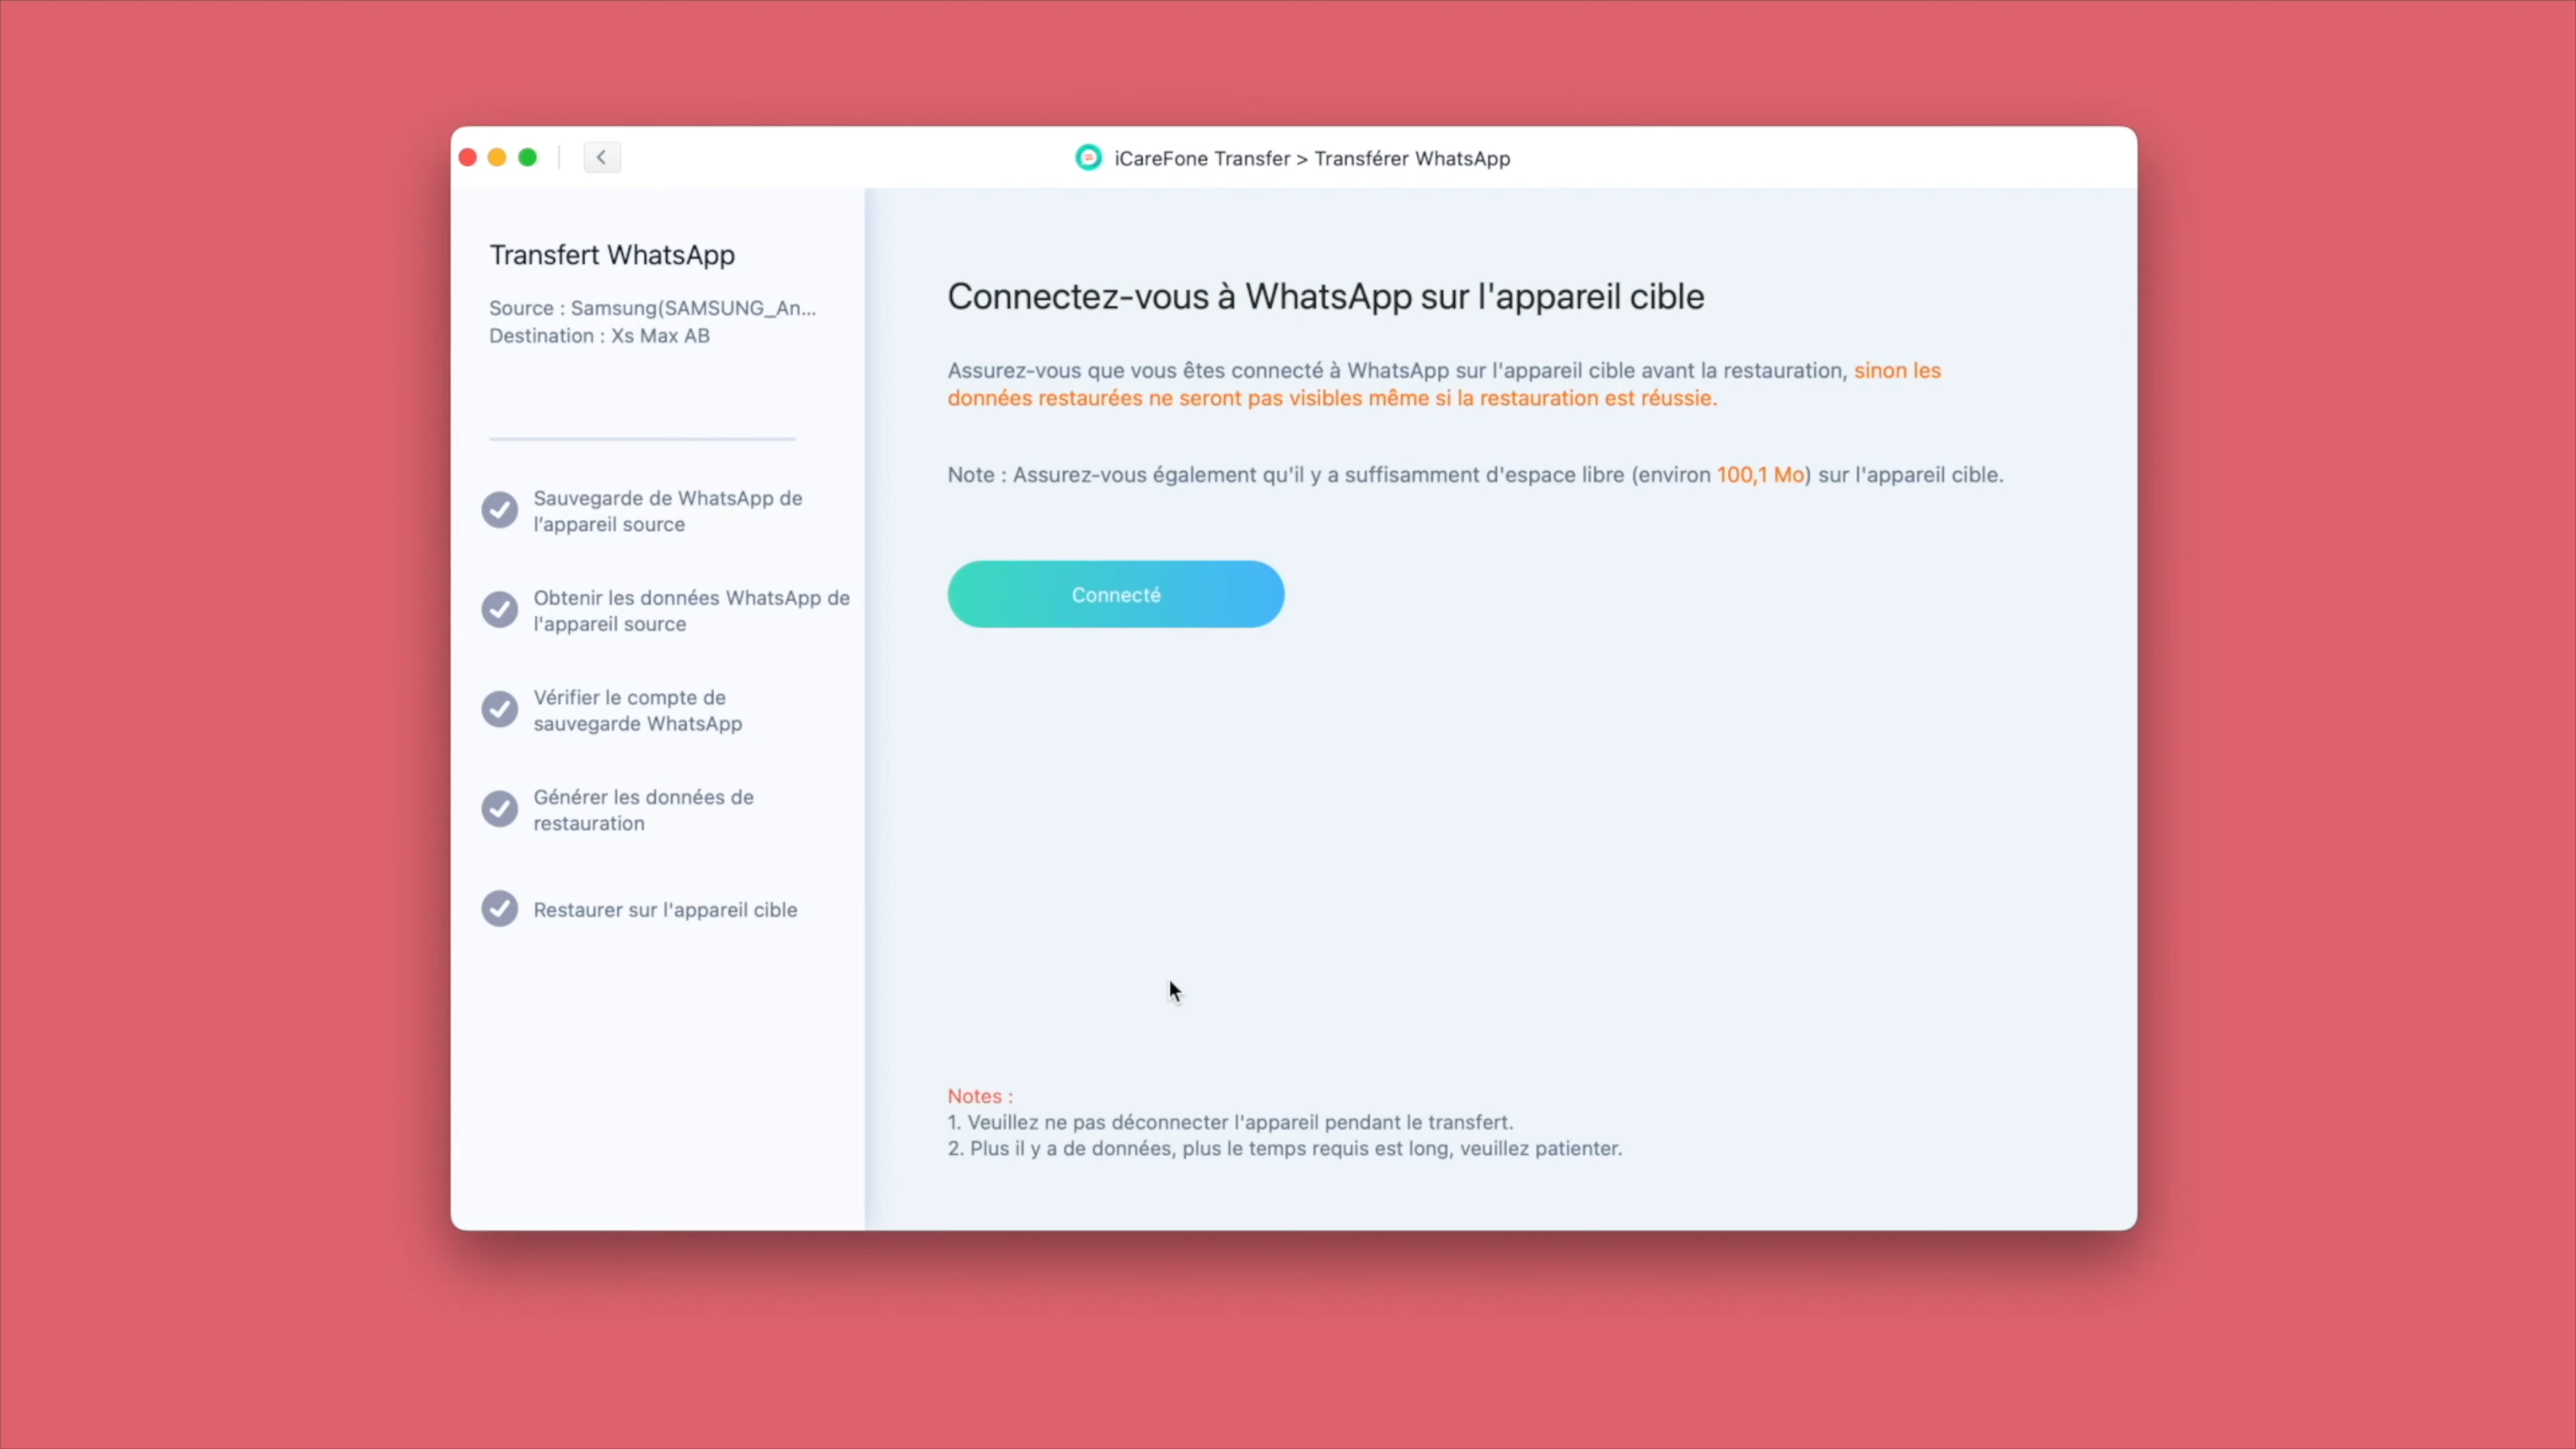 iCareFone Transfer > Transférer WhatsApp
Transfert WhatsApp
Source : Samsung(SAMSUNG_An...
Destination : Xs Max AB
Sauvegarde de WhatsApp de
l'appareil source
Obtenir les données WhatsApp de
l'appareil source
Vérifier le compte de
sauvegarde WhatsApp
Générer les données de
restauration
Restaurer sur l'appareil cible
Connectez-vous à WhatsApp sur l'appareil cible
Assurez-vous que vous êtes connecté à WhatsApp sur l'appareil cible avant la restauration, sinon les
données restaurées ne seront pas visibles même si la restauration est réussie.
Note : Assurez-vous également qu'il y a suffisamment d'espace libre (environ 100,1 Mo) sur l'appareil cible.
Connecté
Notes :
1. Veuillez ne pas déconnecter l'appareil pendant le transfert.
2. Plus il y a de données, plus le temps requis est long, veuillez patienter.